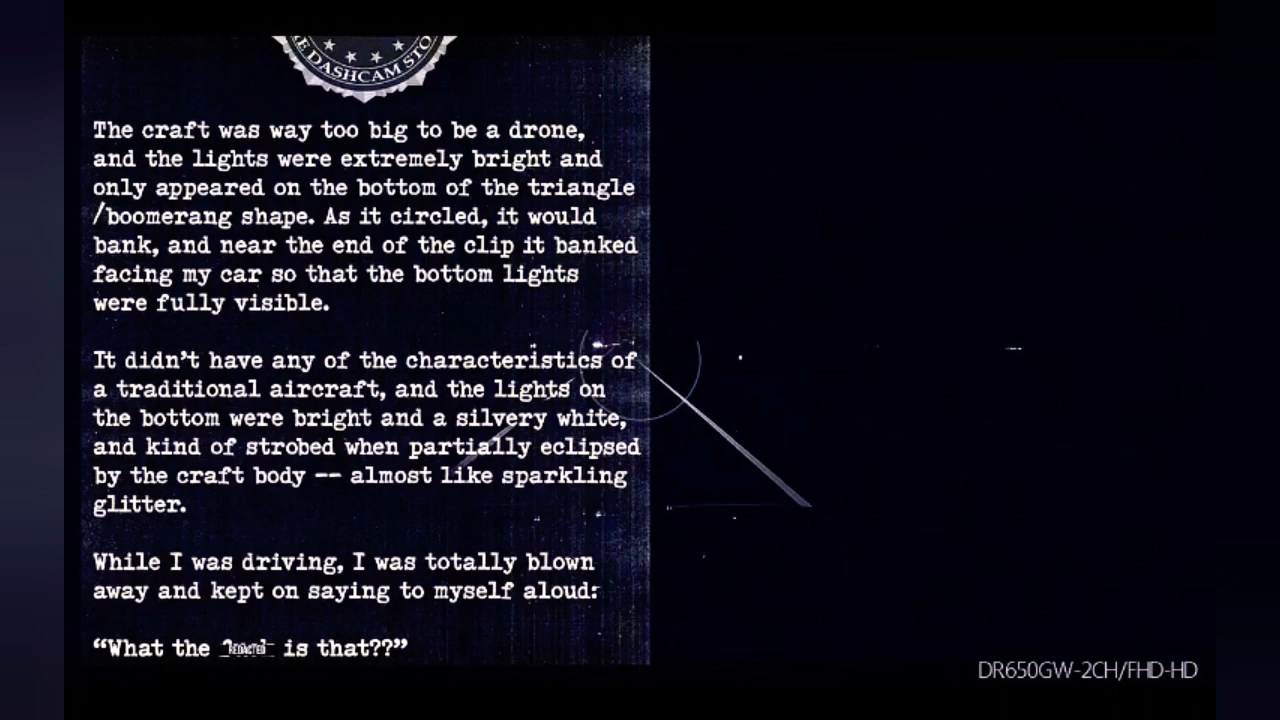 E DASHCAM STO
The craft was way too big to be a drone,
and the lights were extremely bright and
only appeared on the bottom of the triangle
/boomerang shape. As it circled, it would
bank, and near the end of the clip it banked
facing my car so that the bottom lights
were fully visible.
It didn't have any of the characteristics of
a traditional aircraft, and the lights on
the bottom were bright and a silvery white,
and kind of strobed when partially eclipsed
by the craft body -- almost like sparkling
glitter.
While I was driving, I was totally blown
away and kept on saying to myself aloud:
“What the REDACTED is that??”
DR650GW-2CH/FHD-HD